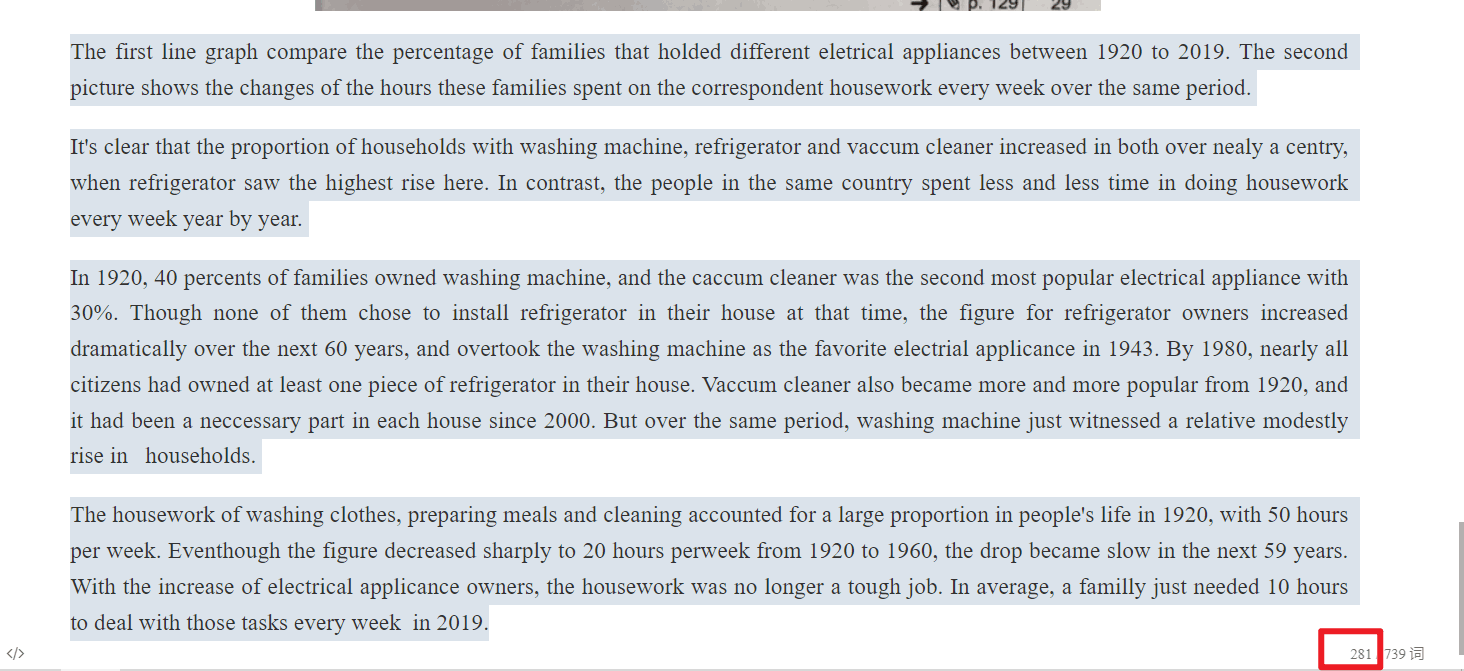 p. 129 29
The first line graph compare the percentage of families that holded different eletrical appliances between 1920 to 2019. The second
picture shows the changes of the hours these families spent on the correspondent housework every week over the same period.
It's clear that the proportion of households with washing machine, refrigerator and vaccum cleaner increased in both over nealy a centry,
when refrigerator saw the highest rise here. In contrast, the people in the same country spent less and less time in doing housework
every week year by year.
In 1920, 40 percents of families owned washing machine, and the caccum cleaner was the second most popular electrical appliance with
30%. Though none of them chose to install refrigerator in their house at that time, the figure for refrigerator owners increased
dramatically over the next 60 years, and overtook the washing machine as the favorite electrial applicance in 1943. By 1980, nearly all
citizens had owned at least one piece of refrigerator in their house. Vaccum cleaner also became more and more popular from 1920, and
it had been a neccessary part in each house since 2000. But over the same period, washing machine just witnessed a relative modestly
rise in households.
The housework of washing clothes, preparing meals and cleaning accounted for a large proportion in people's life in 1920, with 50 hours
per week. Eventhough the figure decreased sharply to 20 hours perweek from 1920 to 1960, the drop became slow in the next 59 years.
With the increase of electrical applicance owners, the housework was no longer a tough job. In average, a familly just needed 10 hours
to deal with those tasks every week in 2019.
</> 281 739 词